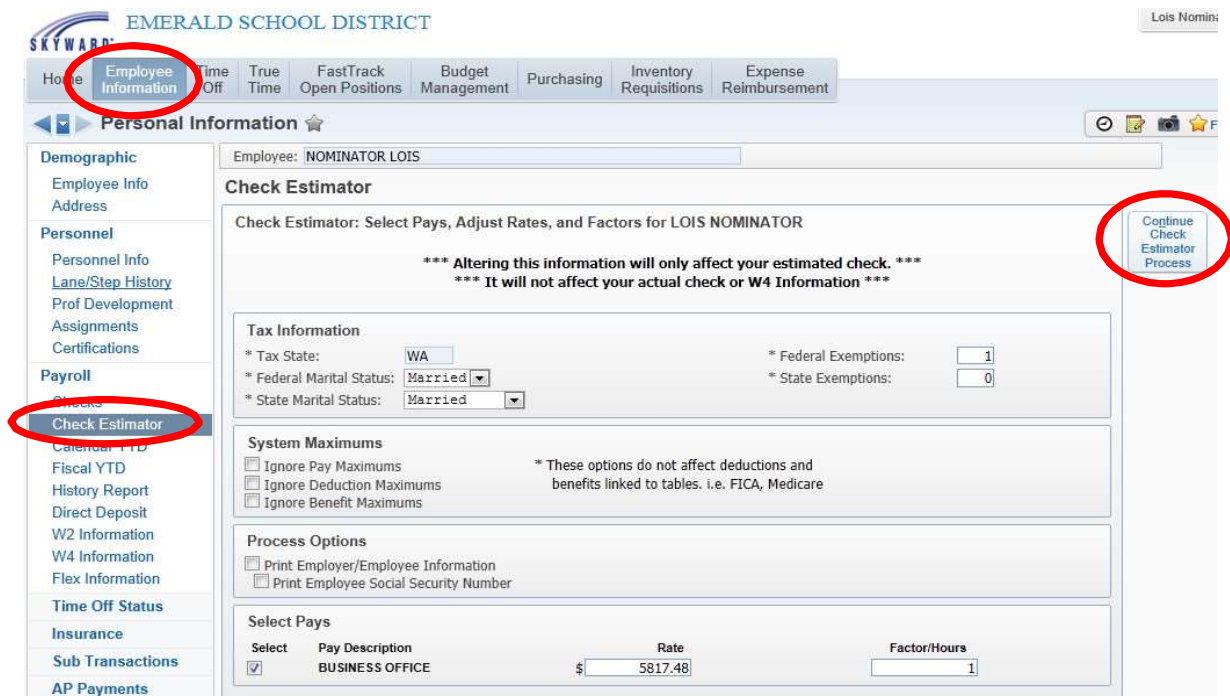 EMERALD SCHOOL DISTRICT
Lois Nomina
SKYWARD
Home
Employee Information
Time Off
True Time
FastTrack Open Positions
Budget Management
Purchasing
Inventory Requisitions
Expense Reimbursement
Personal Information
F
Demographic
Employee Info
Address
Personnel
Personnel Info
Lane/Step History
Prof Development
Assignments
Certifications
Payroll
Checks
Check Estimator
Calendar YTD
Fiscal YTD
History Report
Direct Deposit
W2 Information
W4 Information
Flex Information
Time Off Status
Insurance
Sub Transactions
AP Payments
Employee: NOMINATOR LOIS
Check Estimator
Check Estimator: Select Pays, Adjust Rates, and Factors for LOIS NOMINATOR
*** Altering this information will only affect your estimated check. ***
*** It will not affect your actual check or W4 Information ***
Tax Information
* Tax State: WA
* Federal Exemptions: 1
* Federal Marital Status: Married
* State Exemptions: 0
* State Marital Status: Married
System Maximums
Ignore Pay Maximums
Ignore Deduction Maximums
Ignore Benefit Maximums
* These options do not affect deductions and
benefits linked to tables. i.e. FICA, Medicare
Process Options
Print Employer/Employee Information
Print Employee Social Security Number
Select Pays
Select Pay Description Rate Factor/Hours
BUSINESS OFFICE $ 5817.48 1
Continue
Check
Estimator
Process